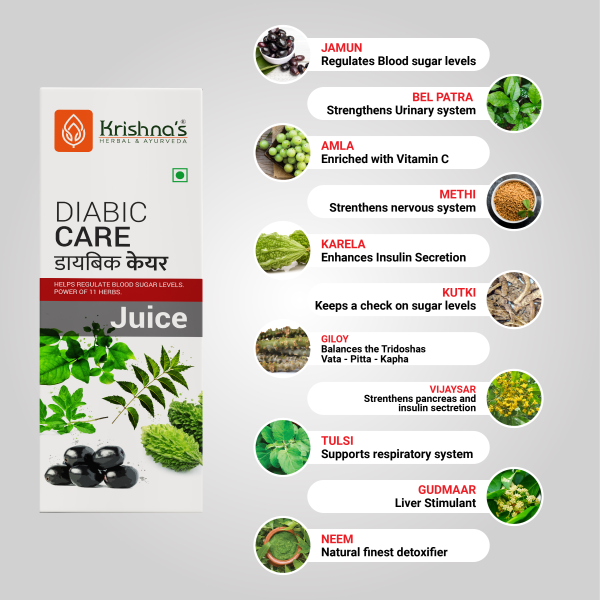 Krishna's®
HERBAL & AYURVEDA
DIABIC
CARE
डायबिक केयर
HELPS REGULATE BLOOD SUGAR LEVELS.
POWER OF 11 HERBS.
Juice
JAMUN
Regulates Blood sugar levels
BEL PATRA
Strengthens Urinary system
AMLA
Enriched with Vitamin C
METHI
Strenthens nervous system
KARELA
Enhances Insulin Secretion
KUTKI
Keeps a check on sugar levels
GILOY
Balances the Tridoshas
Vata - Pitta - Kapha
VIJAYSAR
Strenthens pancreas and
insulin sectretion
TULSI
Supports respiratory system
GUDMAAR
Liver Stimulant
NEEM
Natural finest detoxifier